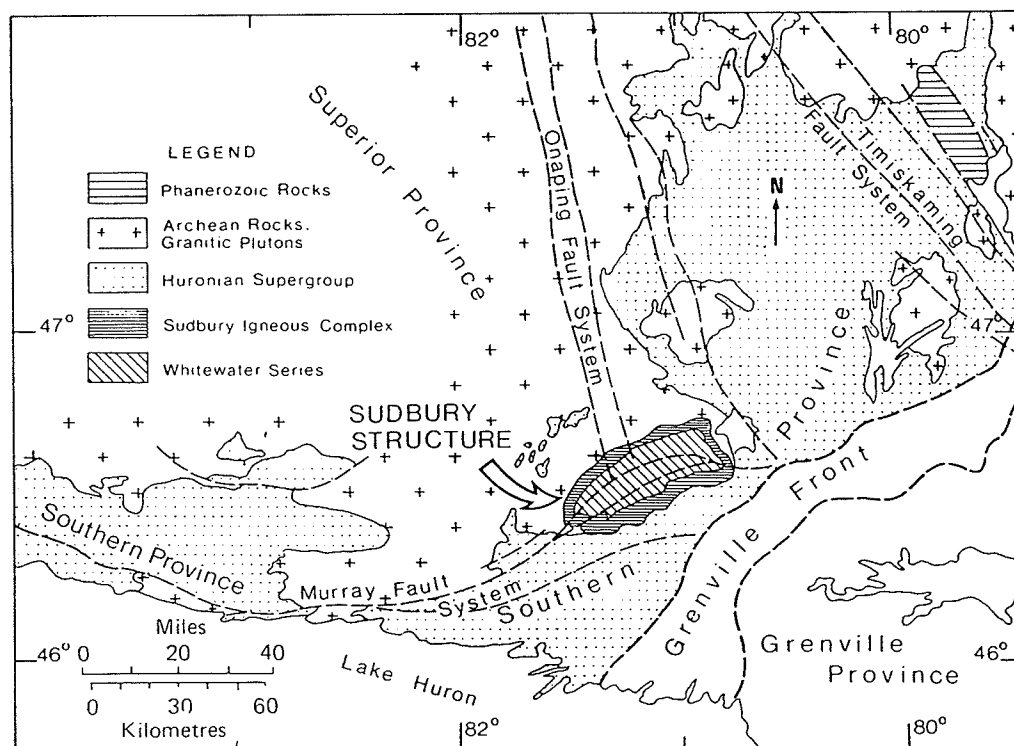 82°
80°
LEGEND
Phanerozoic Rocks
Archean Rocks.
Granitic Plutons
Huronian Supergroup
Sudbury Igneous Complex
Whitewater Series
Superior Province
Onaping Fault System
N
Timiskaming
Fault System
47°
47°
SUDBURY
STRUCTURE
Southern Province
Murray Fault
System
Southern
Province
Grenville Front
Grenville
Province
Miles
0 20 40
0 30 60
Kilometres
46°
46°
Lake Huron
82°
80°